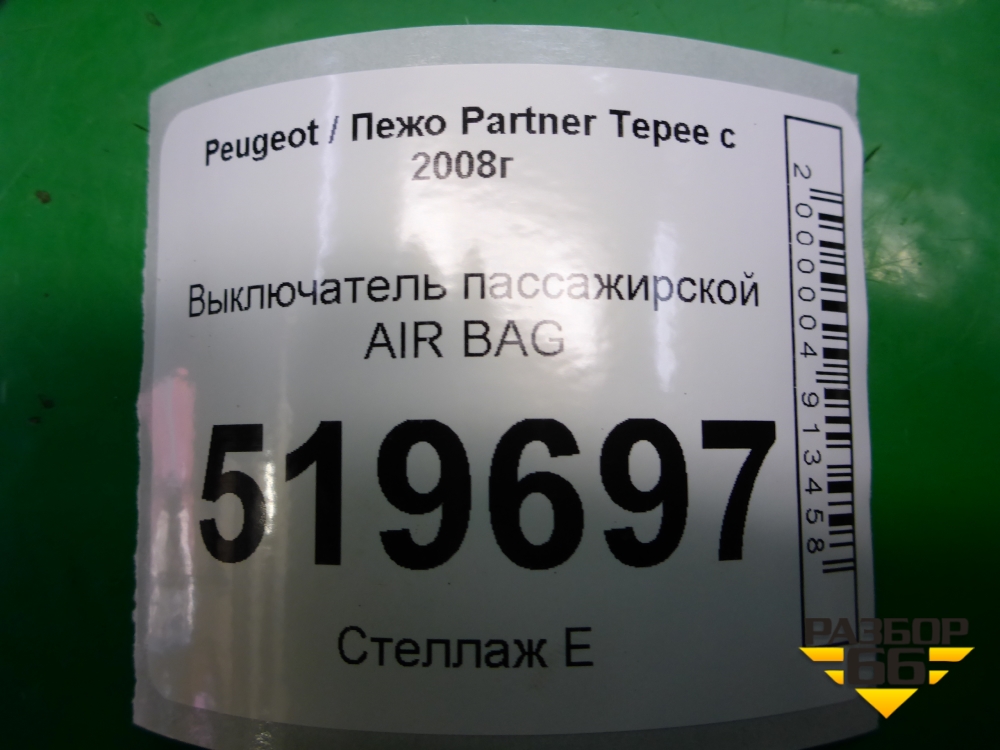 Peugeot / Пежо Partner Tepee с
2008г
Выключатель пассажирской
AIR BAG
519697
Стеллаж Е
2000004913458
РАЗБОР
66